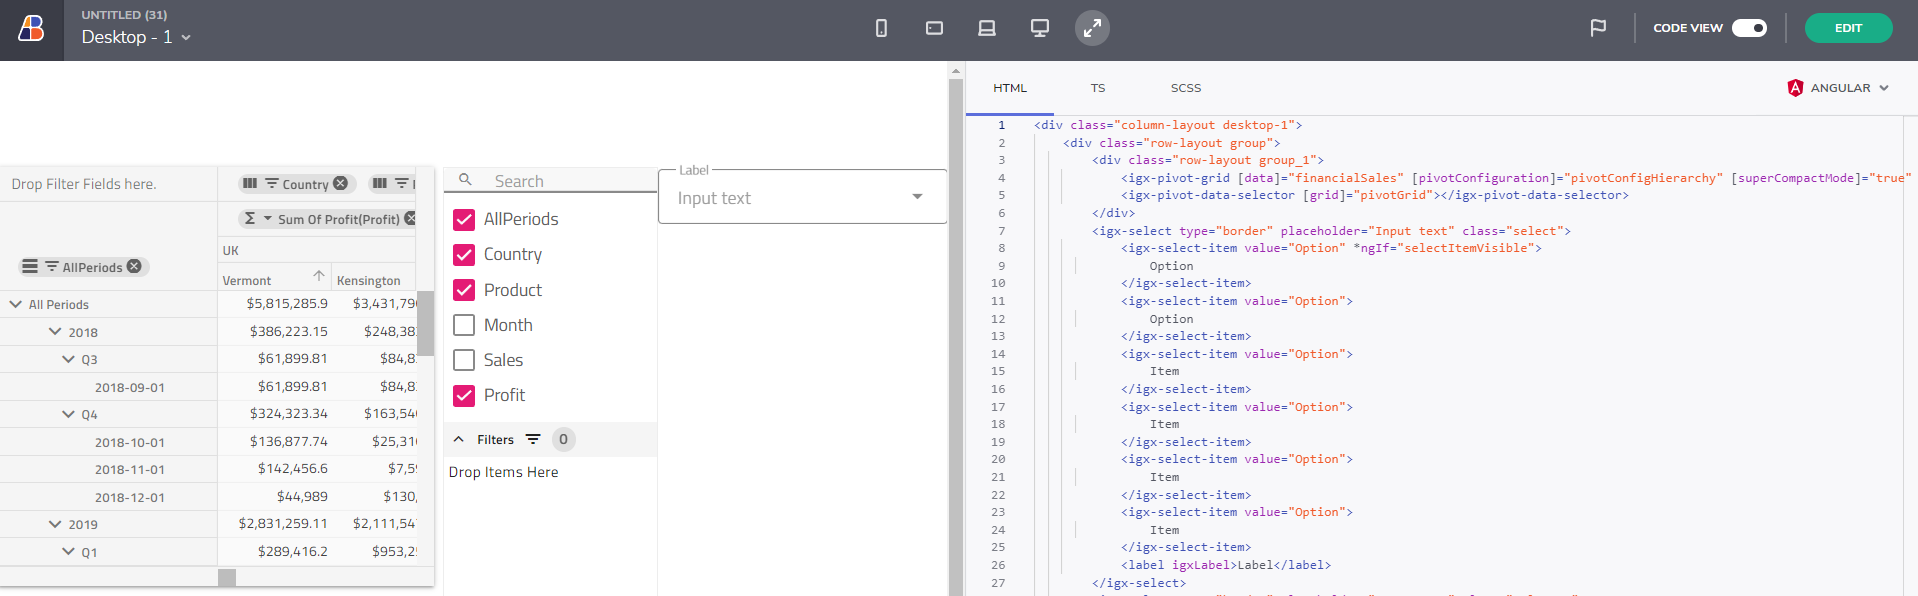 UNTITLED (31)
Desktop - 1
CODE VIEW
EDIT
Drop Filter Fields here.
Country
Sum Of Profit(Profit)
UK
AllPeriods
Vermont
Kensington
All Periods $5,815,285.9 $3,431,79
2018 $386,223.15 $248,38
Q3 $61,899.81 $84,8
2018-09-01 $61,899.81 $84,8
Q4 $324,323.34 $163,54
2018-10-01 $136,877.74 $25,31
2018-11-01 $142,456.6 $7,5
2018-12-01 $44,989 $130,
2019 $2,831,259.11 $2,111,54
Q1 $289,416.2 $953,2
Search
AllPeriods
Country
Product
Month
Sales
Profit
Filters 0
Drop Items Here
Label
Input text
HTML TS SCSS
ANGULAR
1 <div class="column-layout desktop-1">
2 <div class="row-layout group">
3 <div class="row-layout group_1">
4 <igx-pivot-grid [data]="financialSales" [pivotConfiguration]="pivotConfigHierarchy" [superCompactMode]="true"
5 <igx-pivot-data-selector [grid]="pivotGrid"></igx-pivot-data-selector>
6 </div>
7 <igx-select type="border" placeholder="Input text" class="select">
8 <igx-select-item value="Option" *ngIf="selectItemVisible">
9 Option
10 </igx-select-item>
11 <igx-select-item value="Option">
12 Option
13 </igx-select-item>
14 <igx-select-item value="Option">
15 Item
16 </igx-select-item>
17 <igx-select-item value="Option">
18 Item
19 </igx-select-item>
20 <igx-select-item value="Option">
21 Item
22 </igx-select-item>
23 <igx-select-item value="Option">
24 Item
25 </igx-select-item>
26 <label igxLabel>Label</label>
27 </igx-select>